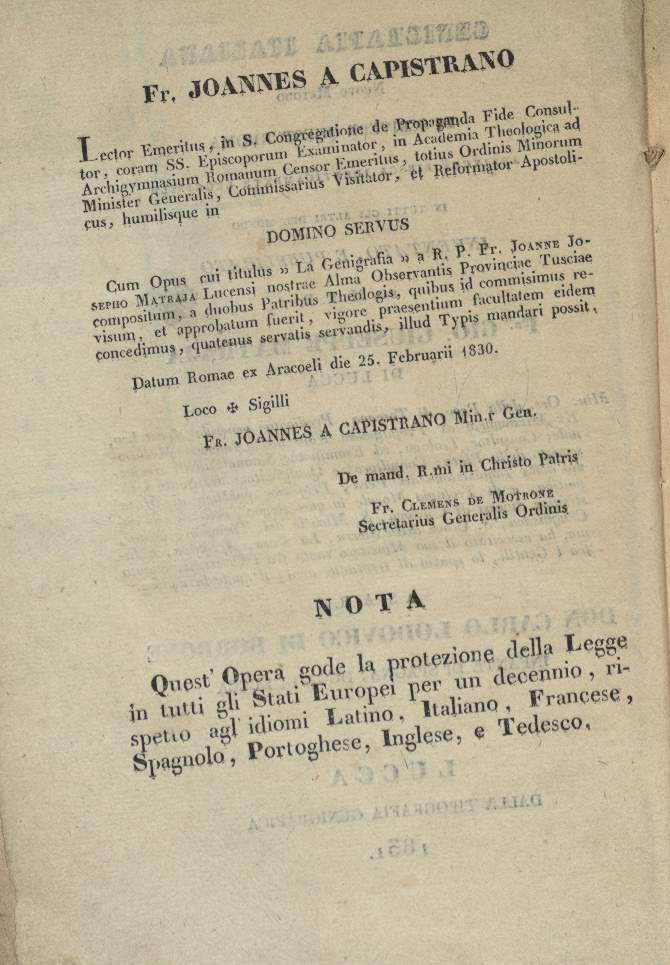 Fr. JOANNES A CAPISTRANO
Lector Emeritus, in S. Congregatione de Propaganda Fide Consul-
tor, coram SS. Episcoporum Examinator, in Academia Theologica ad
Archigymnasium Romanum Censor Emeritus, totius Ordinis Minorum
Minister Generalis, Commissarius Visitator, et Reformator Apostoli-
cus, humilisque in
DOMINO SERVUS
Cum Opus cui titulus » La Genigrafia » a R. P. Fr. Joanne Jo-
sepho Matraja Lucensi nostrae Alma Observantis Provinciae Tusciae
compositum, a duobus Patribus Theologis, quibus id commisimus re-
visum, et approbatum fuerit, vigore praesentium facultatem eidem
concedimus, quatenus servatis servandis, illud Typis mandari possit.
Datum Romae ex Aracoeli die 25. Februarii 1830.
Loco ✠ Sigilli
Fr. JOANNES A CAPISTRANO Min.r Gen.
De mand. R.mi in Christo Patris
Fr. Clemens de Motrone
Secretarius Generalis Ordinis
NOTA
Quest' Opera gode la protezione della Legge
in tutti gli Stati Europei per un decennio, ri-
spetto agl' idiomi Latino, Italiano, Francese,
Spagnolo, Portoghese, Inglese, e Tedesco.